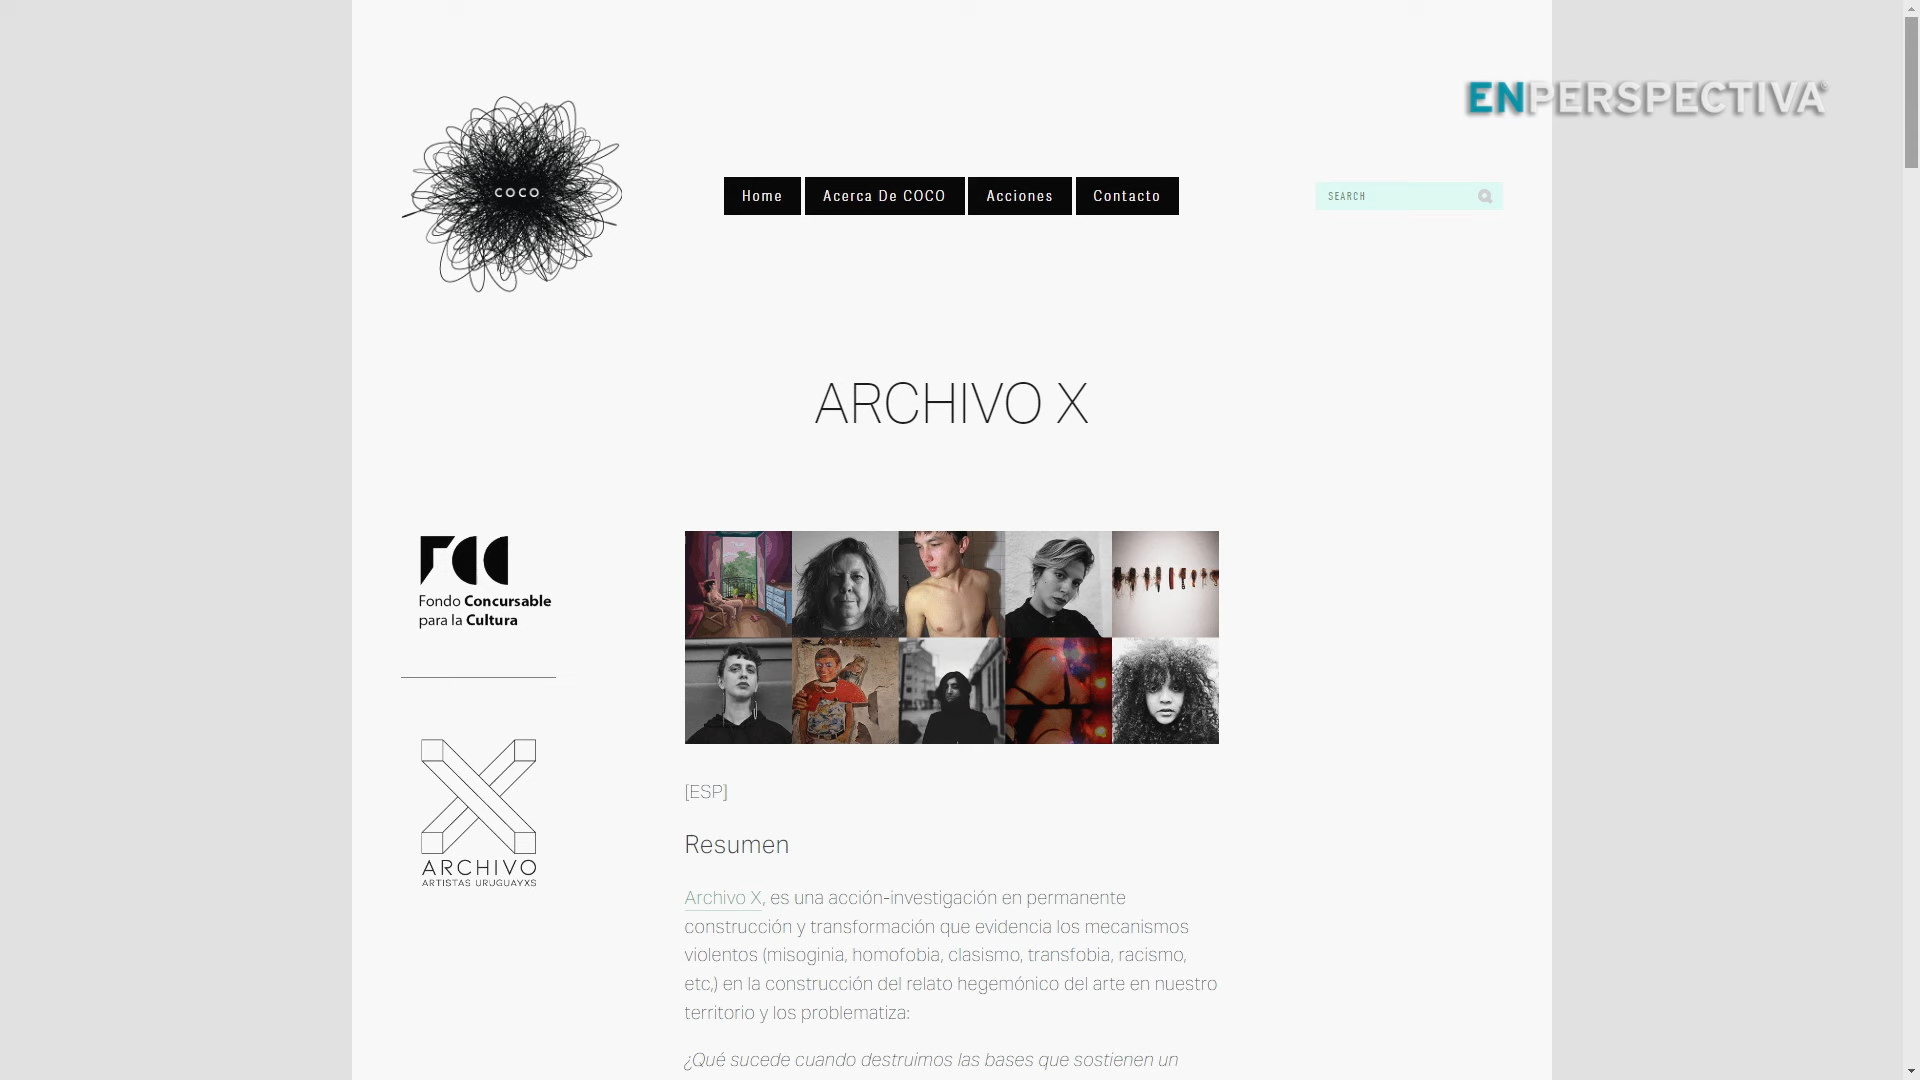 ENPERSPECTIVA
COCO
Home
Acerca De COCO
Acciones
Contacto
SEARCH
ARCHIVO X
Fondo Concursable
para la Cultura
ARCHIVO
ARTISTAS URUGUAYXS
[ESP]
Resumen
Archivo X, es una acción-investigación en permanente
construcción y transformación que evidencia los mecanismos
violentos (misoginia, homofobia, clasismo, transfobia, racismo,
etc,) en la construcción del relato hegemónico del arte en nuestro
territorio y los problematiza:
¿Qué sucede cuando destruimos las bases que sostienen un